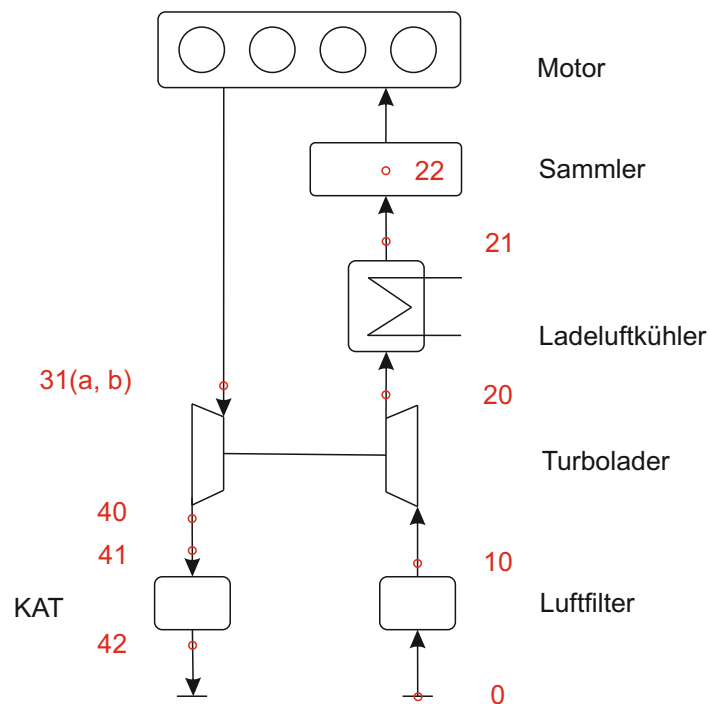 Motor
22
Sammler
21
Ladeluftkühler
31(a, b)
20
Turbolader
40
41
10
KAT
Luftfilter
42
0